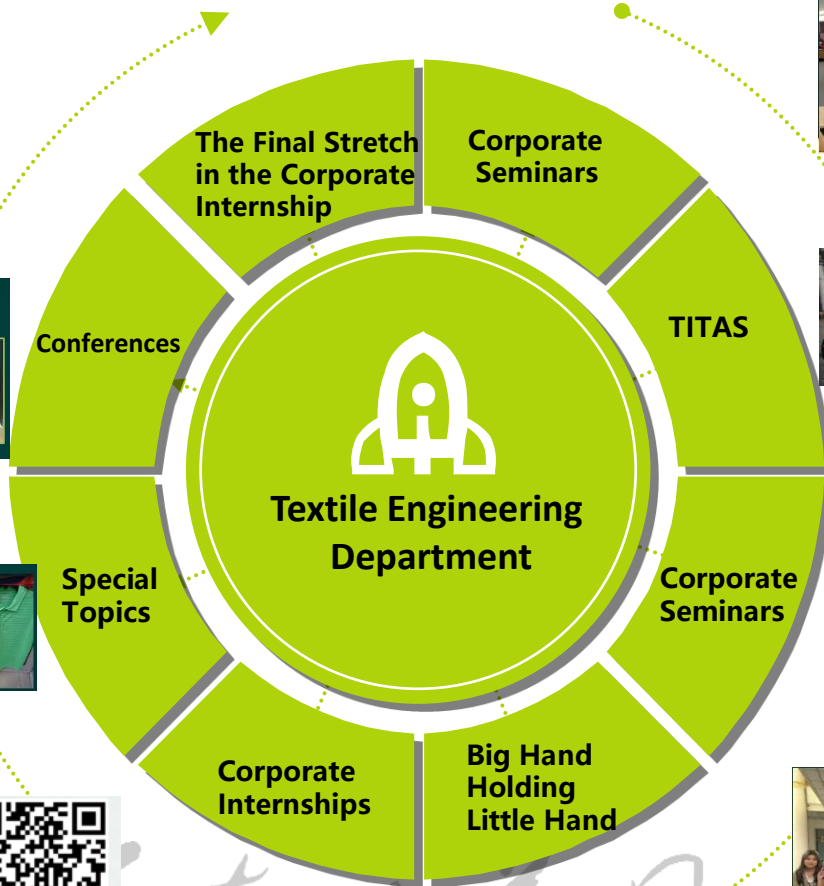 The Final Stretch
in the Corporate
Internship
Corporate
Seminars
TITAS
Corporate
Seminars
Big Hand
Holding
Little Hand
Corporate
Internships
Special
Topics
Conferences
Textile Engineering
Department